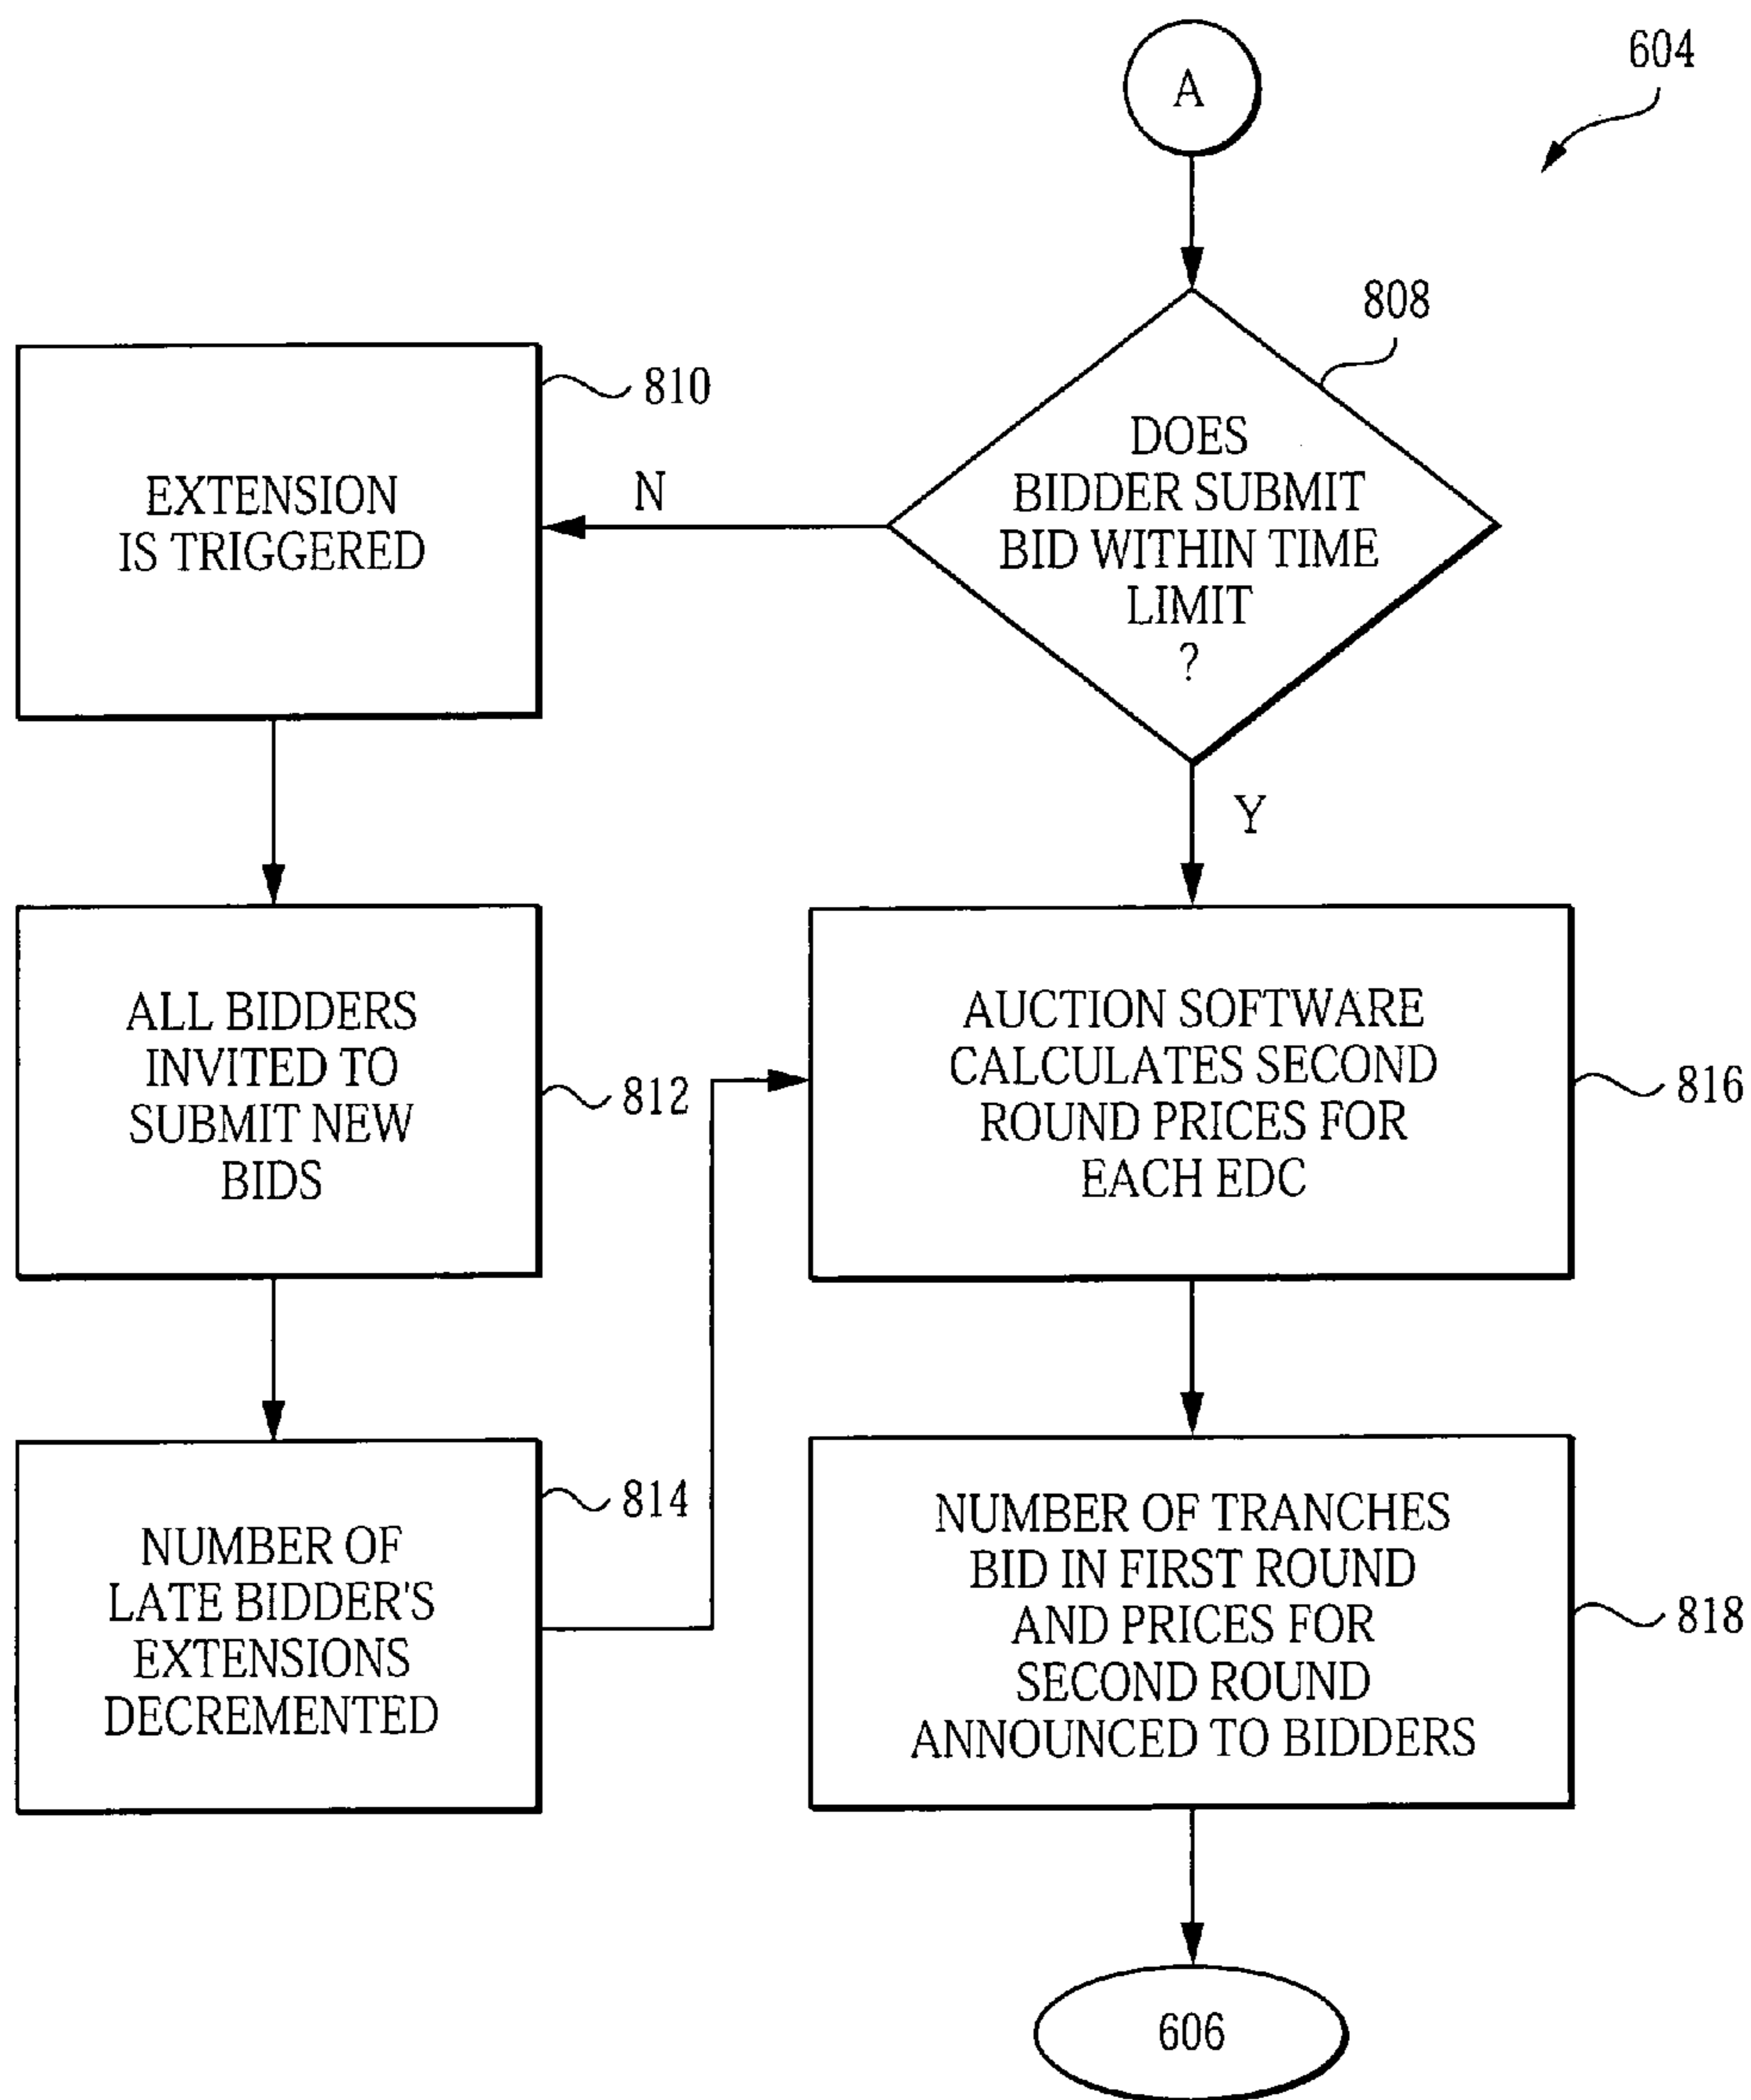 A
604
808
DOES
BIDDER SUBMIT
BID WITHIN TIME
LIMIT
?
N
Y
810
EXTENSION
IS TRIGGERED
ALL BIDDERS
INVITED TO
SUBMIT NEW
BIDS
812
NUMBER OF
LATE BIDDER'S
EXTENSIONS
DECREMENTED
814
AUCTION SOFTWARE
CALCULATES SECOND
ROUND PRICES FOR
EACH EDC
816
NUMBER OF TRANCHES
BID IN FIRST ROUND
AND PRICES FOR
SECOND ROUND
ANNOUNCED TO BIDDERS
818
606